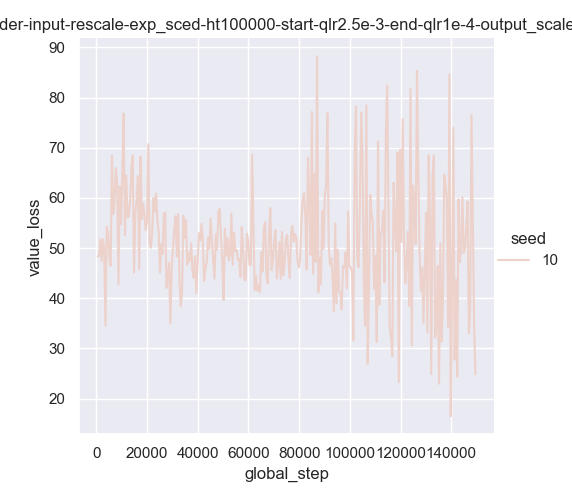 der-input-rescale-exp_sced-ht100000-start-qlr2.5e-3-end-qlr1e-4-output_scale
90
80
70
60
50
40
30
20
value_loss
0 20000 40000 60000 80000 100000 120000 140000
global_step
seed
10